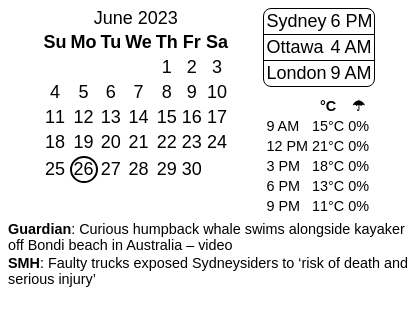 June 2023
Su Mo Tu We Th Fr Sa
1 2 3
4 5 6 7 8 9 10
11 12 13 14 15 16 17
18 19 20 21 22 23 24
25 26 27 28 29 30
Sydney 6 PM
Ottawa 4 AM
London 9 AM
°C ☂
9 AM 15°C 0%
12 PM 21°C 0%
3 PM 18°C 0%
6 PM 13°C 0%
9 PM 11°C 0%
Guardian: Curious humpback whale swims alongside kayaker
off Bondi beach in Australia – video
SMH: Faulty trucks exposed Sydneysiders to ‘risk of death and
serious injury’